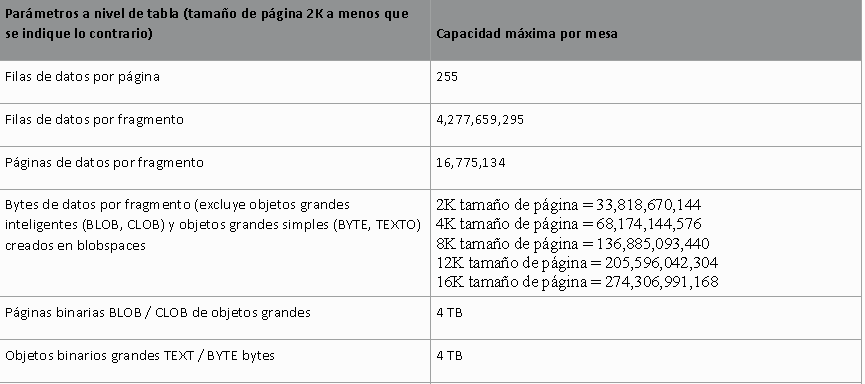 Parámetros a nivel de tabla (tamaño de página 2K a menos que
se indique lo contrario)
Capacidad máxima por mesa
Filas de datos por página
255
Filas de datos por fragmento
4,277,659,295
Páginas de datos por fragmento
16,775,134
Bytes de datos por fragmento (excluye objetos grandes
inteligentes (BLOB, CLOB) y objetos grandes simples (BYTE, TEXTO)
creados en blobspaces
2K tamaño de página = 33,818,670,144
4K tamaño de página = 68,174,144,576
8K tamaño de página = 136,885,093,440
12K tamaño de página = 205,596,042,304
16K tamaño de página = 274,306,991,168
Páginas binarias BLOB / CLOB de objetos grandes
4 TB
Objetos binarios grandes TEXT / BYTE bytes
4 TB